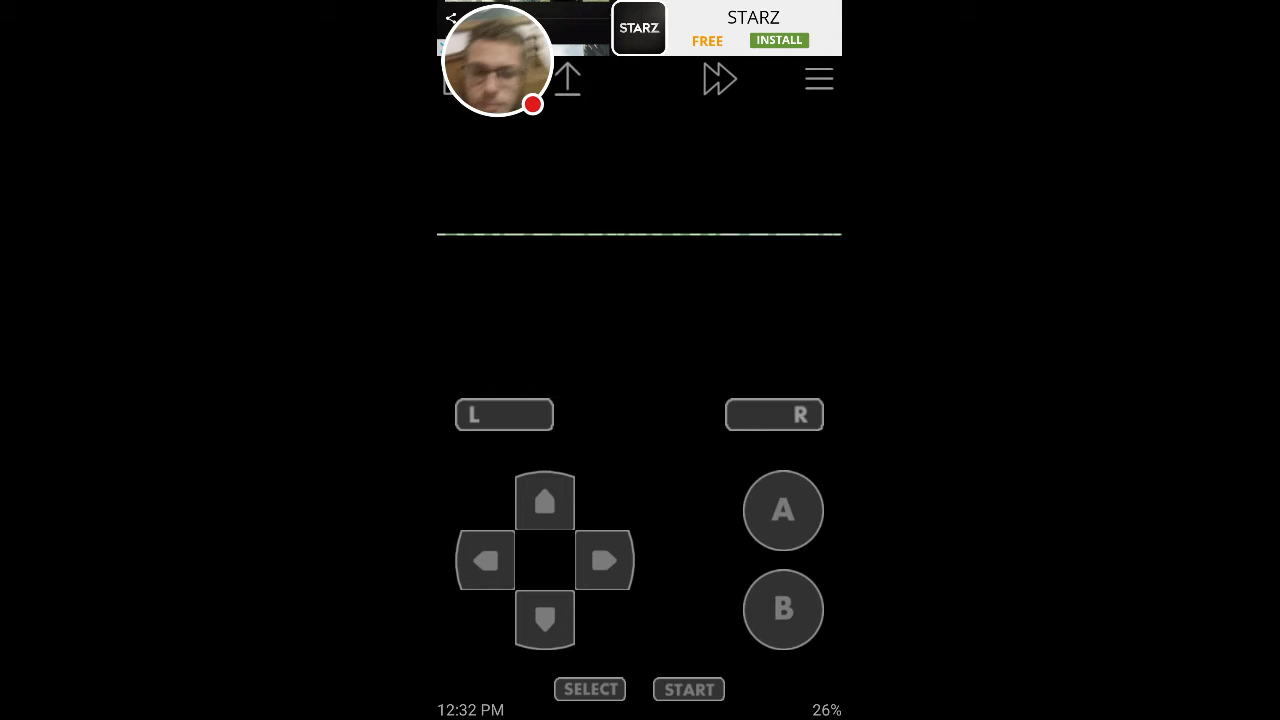 STARZ
STARZ
FREE
INSTALL
L
R
A
B
SELECT
START
12:32 PM
26%